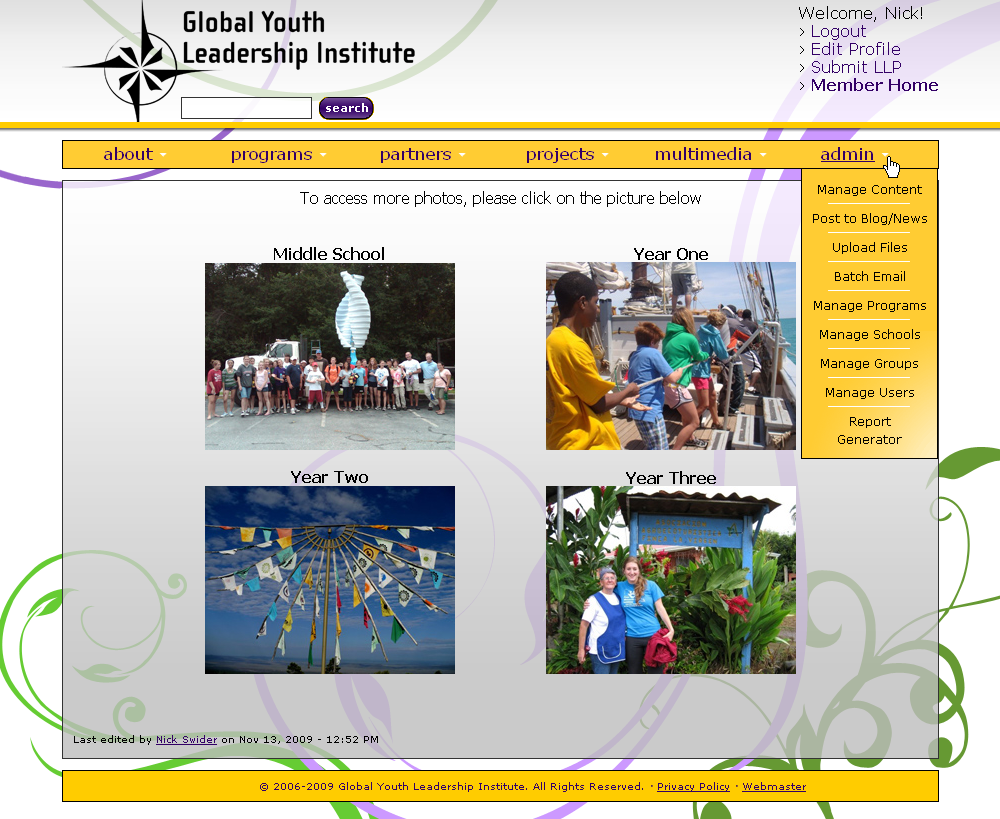 Global Youth
Leadership Institute
search
Welcome, Nick!
› Logout
› Edit Profile
› Submit LLP
› Member Home
about
programs
partners
projects
multimedia
admin
Manage Content
Post to Blog/News
Upload Files
Batch Email
Manage Programs
Manage Schools
Manage Groups
Manage Users
Report
Generator
To access more photos, please click on the picture below
Middle School
Year One
Year Two
Year Three
Last edited by Nick Swider on Nov 13, 2009 - 12:52 PM
© 2006-2009 Global Youth Leadership Institute. All Rights Reserved. · Privacy Policy · Webmaster